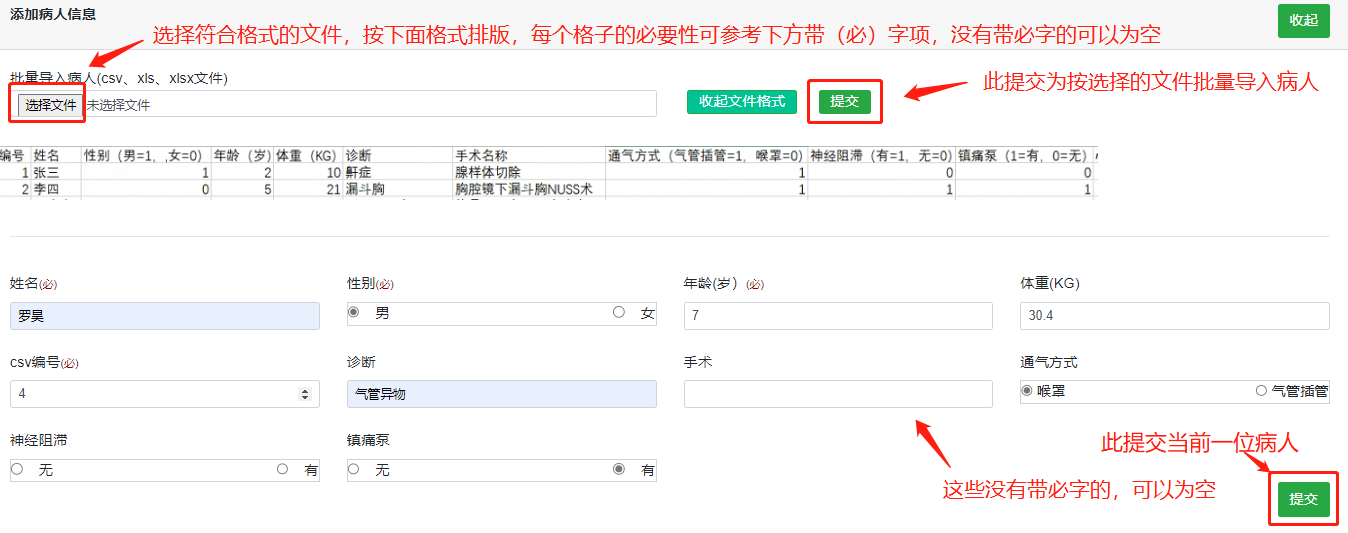 添加病人信息
收起
选择符合格式的文件，按下面格式排版，每个格子的必要性可参考下方带（必）字项，没有带必字的可以为空
批量导入病人(csv、xls、xlsx文件)
此提交为按选择的文件批量导入病人
选择文件 未选择文件
收起文件格式
提交
编号 姓名 性别（男=1，,女=0） 年龄（岁） 体重（KG） 诊断 手术名称 通气方式（气管插管=1，喉罩=0） 神经阻滞（有=1，无=0） 镇痛泵（1=有，0=无）
1 张三 1 2 10 鼾症 腺样体切除 1 0 0
2 李四 0 5 21 漏斗胸 胸腔镜下漏斗胸NUSS术 1 1 1
姓名(必) 性别(必) 年龄(岁）(必) 体重(KG)
罗昊 男 女 7 30.4
csv编号(必) 诊断 手术 通气方式
4 气管异物 喉罩 气管插管
神经阻滞 镇痛泵
此提交当前一位病人
无 有 无 有
这些没有带必字的，可以为空
提交